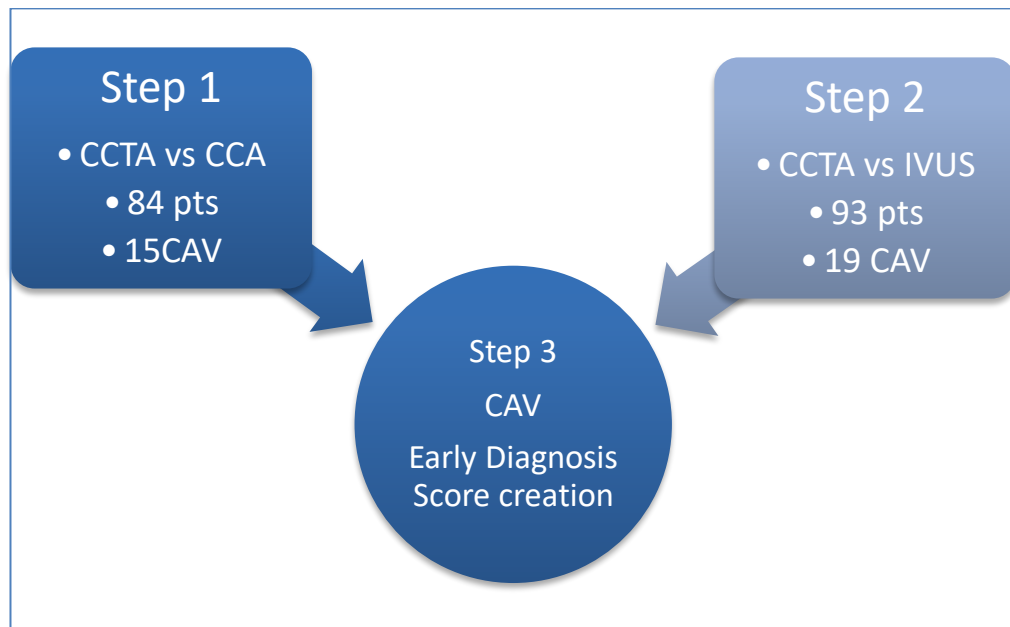 Step 1
• CCTA vs CCA
• 84 pts
• 15CAV
Step 2
• CCTA vs IVUS
• 93 pts
• 19 CAV
Step 3
CAV
Early Diagnosis
Score creation